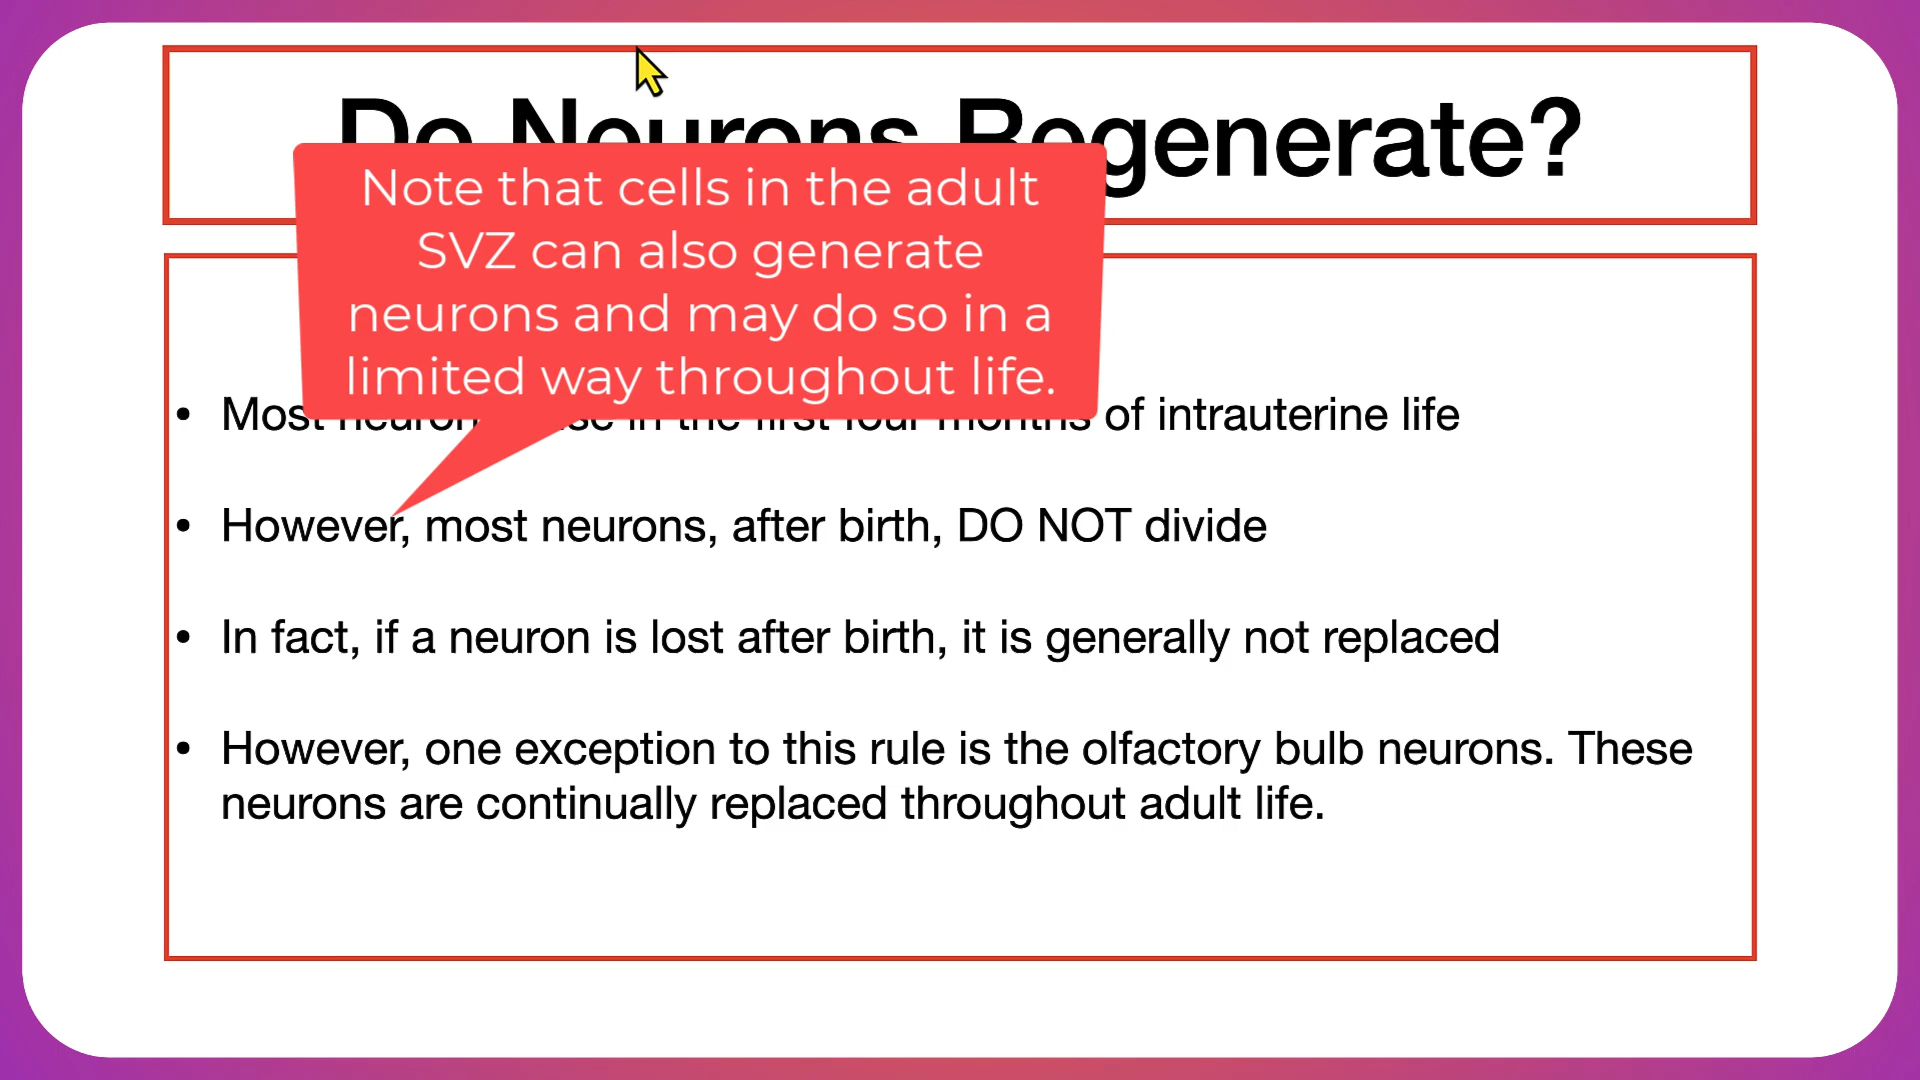 Do Neurons Regenerate?
Note that cells in the adult
SVZ can also generate
neurons and may do so in a
limited way throughout life.
• Most neurons in the first four months of intrauterine life
• However, most neurons, after birth, DO NOT divide
• In fact, if a neuron is lost after birth, it is generally not replaced
• However, one exception to this rule is the olfactory bulb neurons. These
neurons are continually replaced throughout adult life.